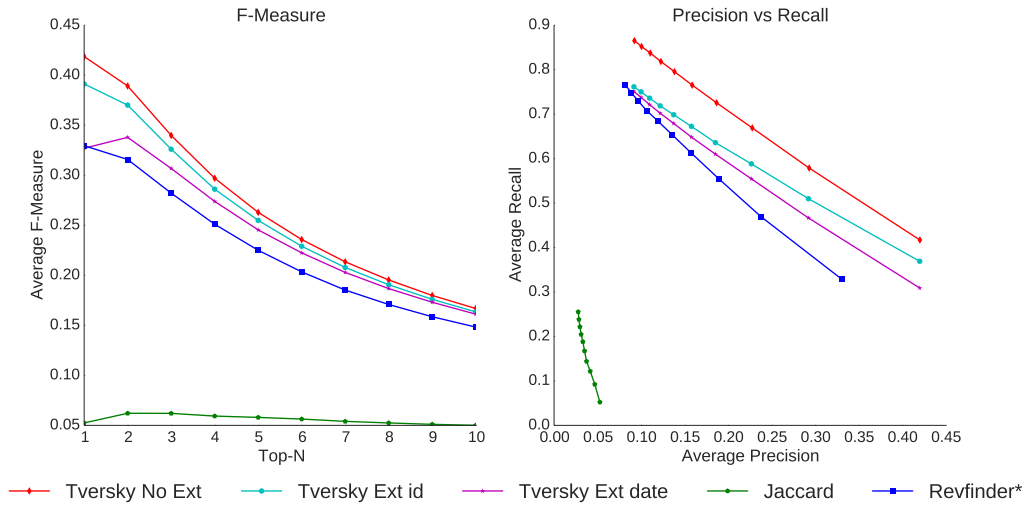 F-Measure
0.45
0.40
0.35
0.30
0.25
0.20
0.15
0.10
0.05
Average F-Measure
1 2 3 4 5 6 7 8 9 10
Top-N
Precision vs Recall
0.9
0.8
0.7
0.6
0.5
0.4
0.3
0.2
0.1
0.0
Average Recall
0.00 0.05 0.10 0.15 0.20 0.25 0.30 0.35 0.40 0.45
Average Precision
Tversky No Ext Tversky Ext id Tversky Ext date Jaccard Revfinder*